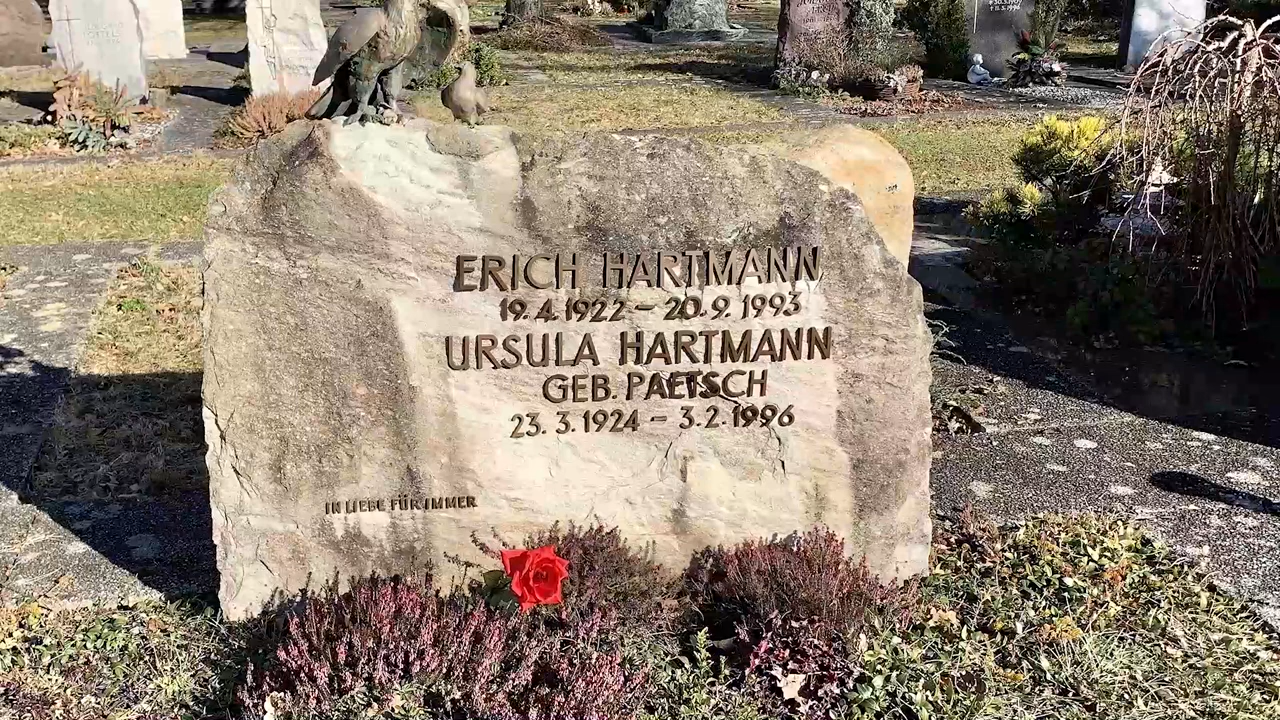 ERICH HARTMANN
19.4.1922 – 20.9.1993
URSULA HARTMANN
GEB. PAETSCH
23.3.1924 – 3.2.1996
IN LIEBE FÜR IMMER